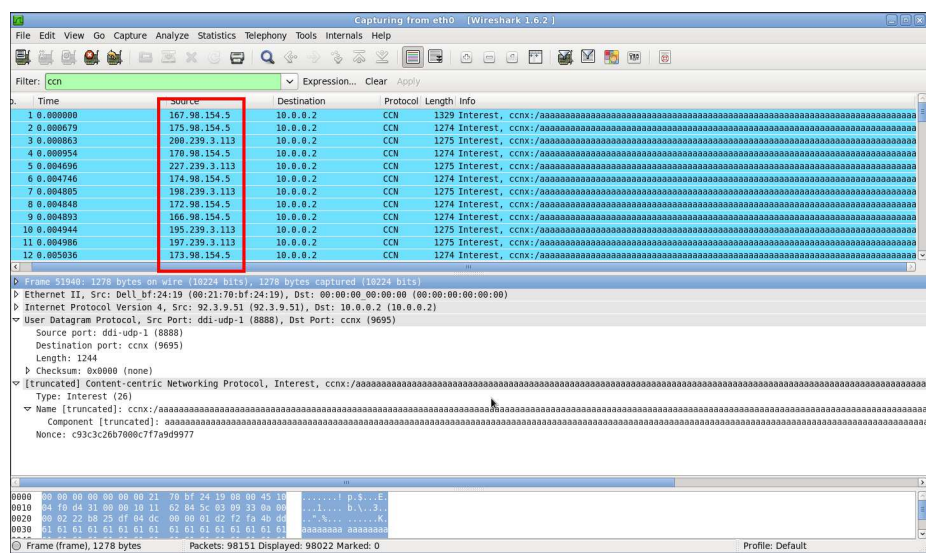 Capturing from eth0 [Wireshark 1.6.2 ]
File Edit View Go Capture Analyze Statistics Telephony Tools Internals Help
Filter: ccn Expression... Clear Apply
Time Source Destination Protocol Length Info
1 0.000000 167.98.154.5 10.0.0.2 CCN 1329 Interest, ccnx:/aaaaaaaaaaaaaaaaaaaaaaaaaaaaaaaaaaaaaaaaaaaaaaaaaaaaaaaaaaa
2 0.000679 175.98.154.5 10.0.0.2 CCN 1274 Interest, ccnx:/aaaaaaaaaaaaaaaaaaaaaaaaaaaaaaaaaaaaaaaaaaaaaaaaaaaaaaaaaaa
3 0.000863 200.239.3.113 10.0.0.2 CCN 1275 Interest, ccnx:/aaaaaaaaaaaaaaaaaaaaaaaaaaaaaaaaaaaaaaaaaaaaaaaaaaaaaaaaaaa
4 0.000954 170.98.154.5 10.0.0.2 CCN 1274 Interest, ccnx:/aaaaaaaaaaaaaaaaaaaaaaaaaaaaaaaaaaaaaaaaaaaaaaaaaaaaaaaaaaa
5 0.004696 227.239.3.113 10.0.0.2 CCN 1275 Interest, ccnx:/aaaaaaaaaaaaaaaaaaaaaaaaaaaaaaaaaaaaaaaaaaaaaaaaaaaaaaaaaaa
6 0.004746 174.98.154.5 10.0.0.2 CCN 1274 Interest, ccnx:/aaaaaaaaaaaaaaaaaaaaaaaaaaaaaaaaaaaaaaaaaaaaaaaaaaaaaaaaaaa
7 0.004805 198.239.3.113 10.0.0.2 CCN 1275 Interest, ccnx:/aaaaaaaaaaaaaaaaaaaaaaaaaaaaaaaaaaaaaaaaaaaaaaaaaaaaaaaaaaa
8 0.004848 172.98.154.5 10.0.0.2 CCN 1274 Interest, ccnx:/aaaaaaaaaaaaaaaaaaaaaaaaaaaaaaaaaaaaaaaaaaaaaaaaaaaaaaaaaaa
9 0.004893 166.98.154.5 10.0.0.2 CCN 1274 Interest, ccnx:/aaaaaaaaaaaaaaaaaaaaaaaaaaaaaaaaaaaaaaaaaaaaaaaaaaaaaaaaaaa
10 0.004944 195.239.3.113 10.0.0.2 CCN 1275 Interest, ccnx:/aaaaaaaaaaaaaaaaaaaaaaaaaaaaaaaaaaaaaaaaaaaaaaaaaaaaaaaaaaa
11 0.004986 197.239.3.113 10.0.0.2 CCN 1275 Interest, ccnx:/aaaaaaaaaaaaaaaaaaaaaaaaaaaaaaaaaaaaaaaaaaaaaaaaaaaaaaaaaaa
12 0.005036 173.98.154.5 10.0.0.2 CCN 1274 Interest, ccnx:/aaaaaaaaaaaaaaaaaaaaaaaaaaaaaaaaaaaaaaaaaaaaaaaaaaaaaaaaaaa
Frame 51940: 1278 bytes on wire (10224 bits), 1278 bytes captured (10224 bits)
Ethernet II, Src: Dell_bf:24:19 (00:21:70:bf:24:19), Dst: 00:00:00_00:00:00 (00:00:00:00:00:00)
Internet Protocol Version 4, Src: 92.3.9.51 (92.3.9.51), Dst: 10.0.0.2 (10.0.0.2)
User Datagram Protocol, Src Port: ddi-udp-1 (8888), Dst Port: ccnx (9695)
Source port: ddi-udp-1 (8888)
Destination port: ccnx (9695)
Length: 1244
Checksum: 0x0000 (none)
[truncated] Content-centric Networking Protocol, Interest, ccnx:/aaaaaaaaaaaaaaaaaaaaaaaaaaaaaaaaaaaaaaaaaaaaaaaaaaaaaaaaaaaaaaaaaaaaaaaaaaaaaaaaaaaaaaaaaaa
Type: Interest (26)
Name [truncated]: ccnx:/aaaaaaaaaaaaaaaaaaaaaaaaaaaaaaaaaaaaaaaaaaaaaaaaaaaaaaaaaaaaaaaaaaaaaaaaaaaaaaaaaaaaaaaaaaaaaaaaaaaaaaaaaaaaaaaaaaaaaaaaaaaaaaaa
Component [truncated]: aaaaaaaaaaaaaaaaaaaaaaaaaaaaaaaaaaaaaaaaaaaaaaaaaaaaaaaaaaaaaaaaaaaaaaaaaaaaaaaaaaaaaaaaaaaaaaaaaaaaaaaaaaaaaaaaaaaaaaaaaaaaaa
Nonce: c93c3c26b7000c7f7a9d9977
0000 00 00 00 00 00 00 00 21 70 bf 24 19 08 00 45 10 .......! p.$...E.
0010 04 f0 d4 31 00 00 10 11 62 84 5c 03 09 33 0a 00 ...1.... b.\..3..
0020 00 02 22 b8 25 df 04 dc 00 00 01 d2 f2 fa 4b dd ..".%... ......K.
0030 61 61 61 61 61 61 61 61 61 61 61 61 61 61 61 61 aaaaaaaa aaaaaaaa
Frame (frame), 1278 bytes Packets: 98151 Displayed: 98022 Marked: 0 Profile: Default